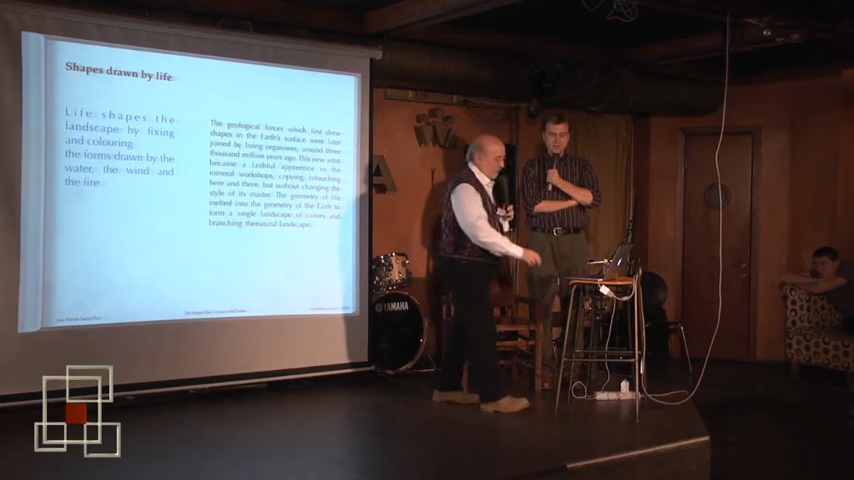 Shapes drawn by life
Life shapes the
landscape by fixing
and colouring
the forms drawn by the
water, the wind and
the fire
The geological forces which first drew
shapes in the Earth's surface were later
joined by living organisms, around three
thousand million years ago. This new artist
became a faithful apprentice in the
mineral workshops; copying, retouching
here and there, but without changing the
style of its master. The geometry of life
melted into the geometry of the Earth to
form a single landscape of curves and
branching: thenatural landscape.
YAMAHA
A